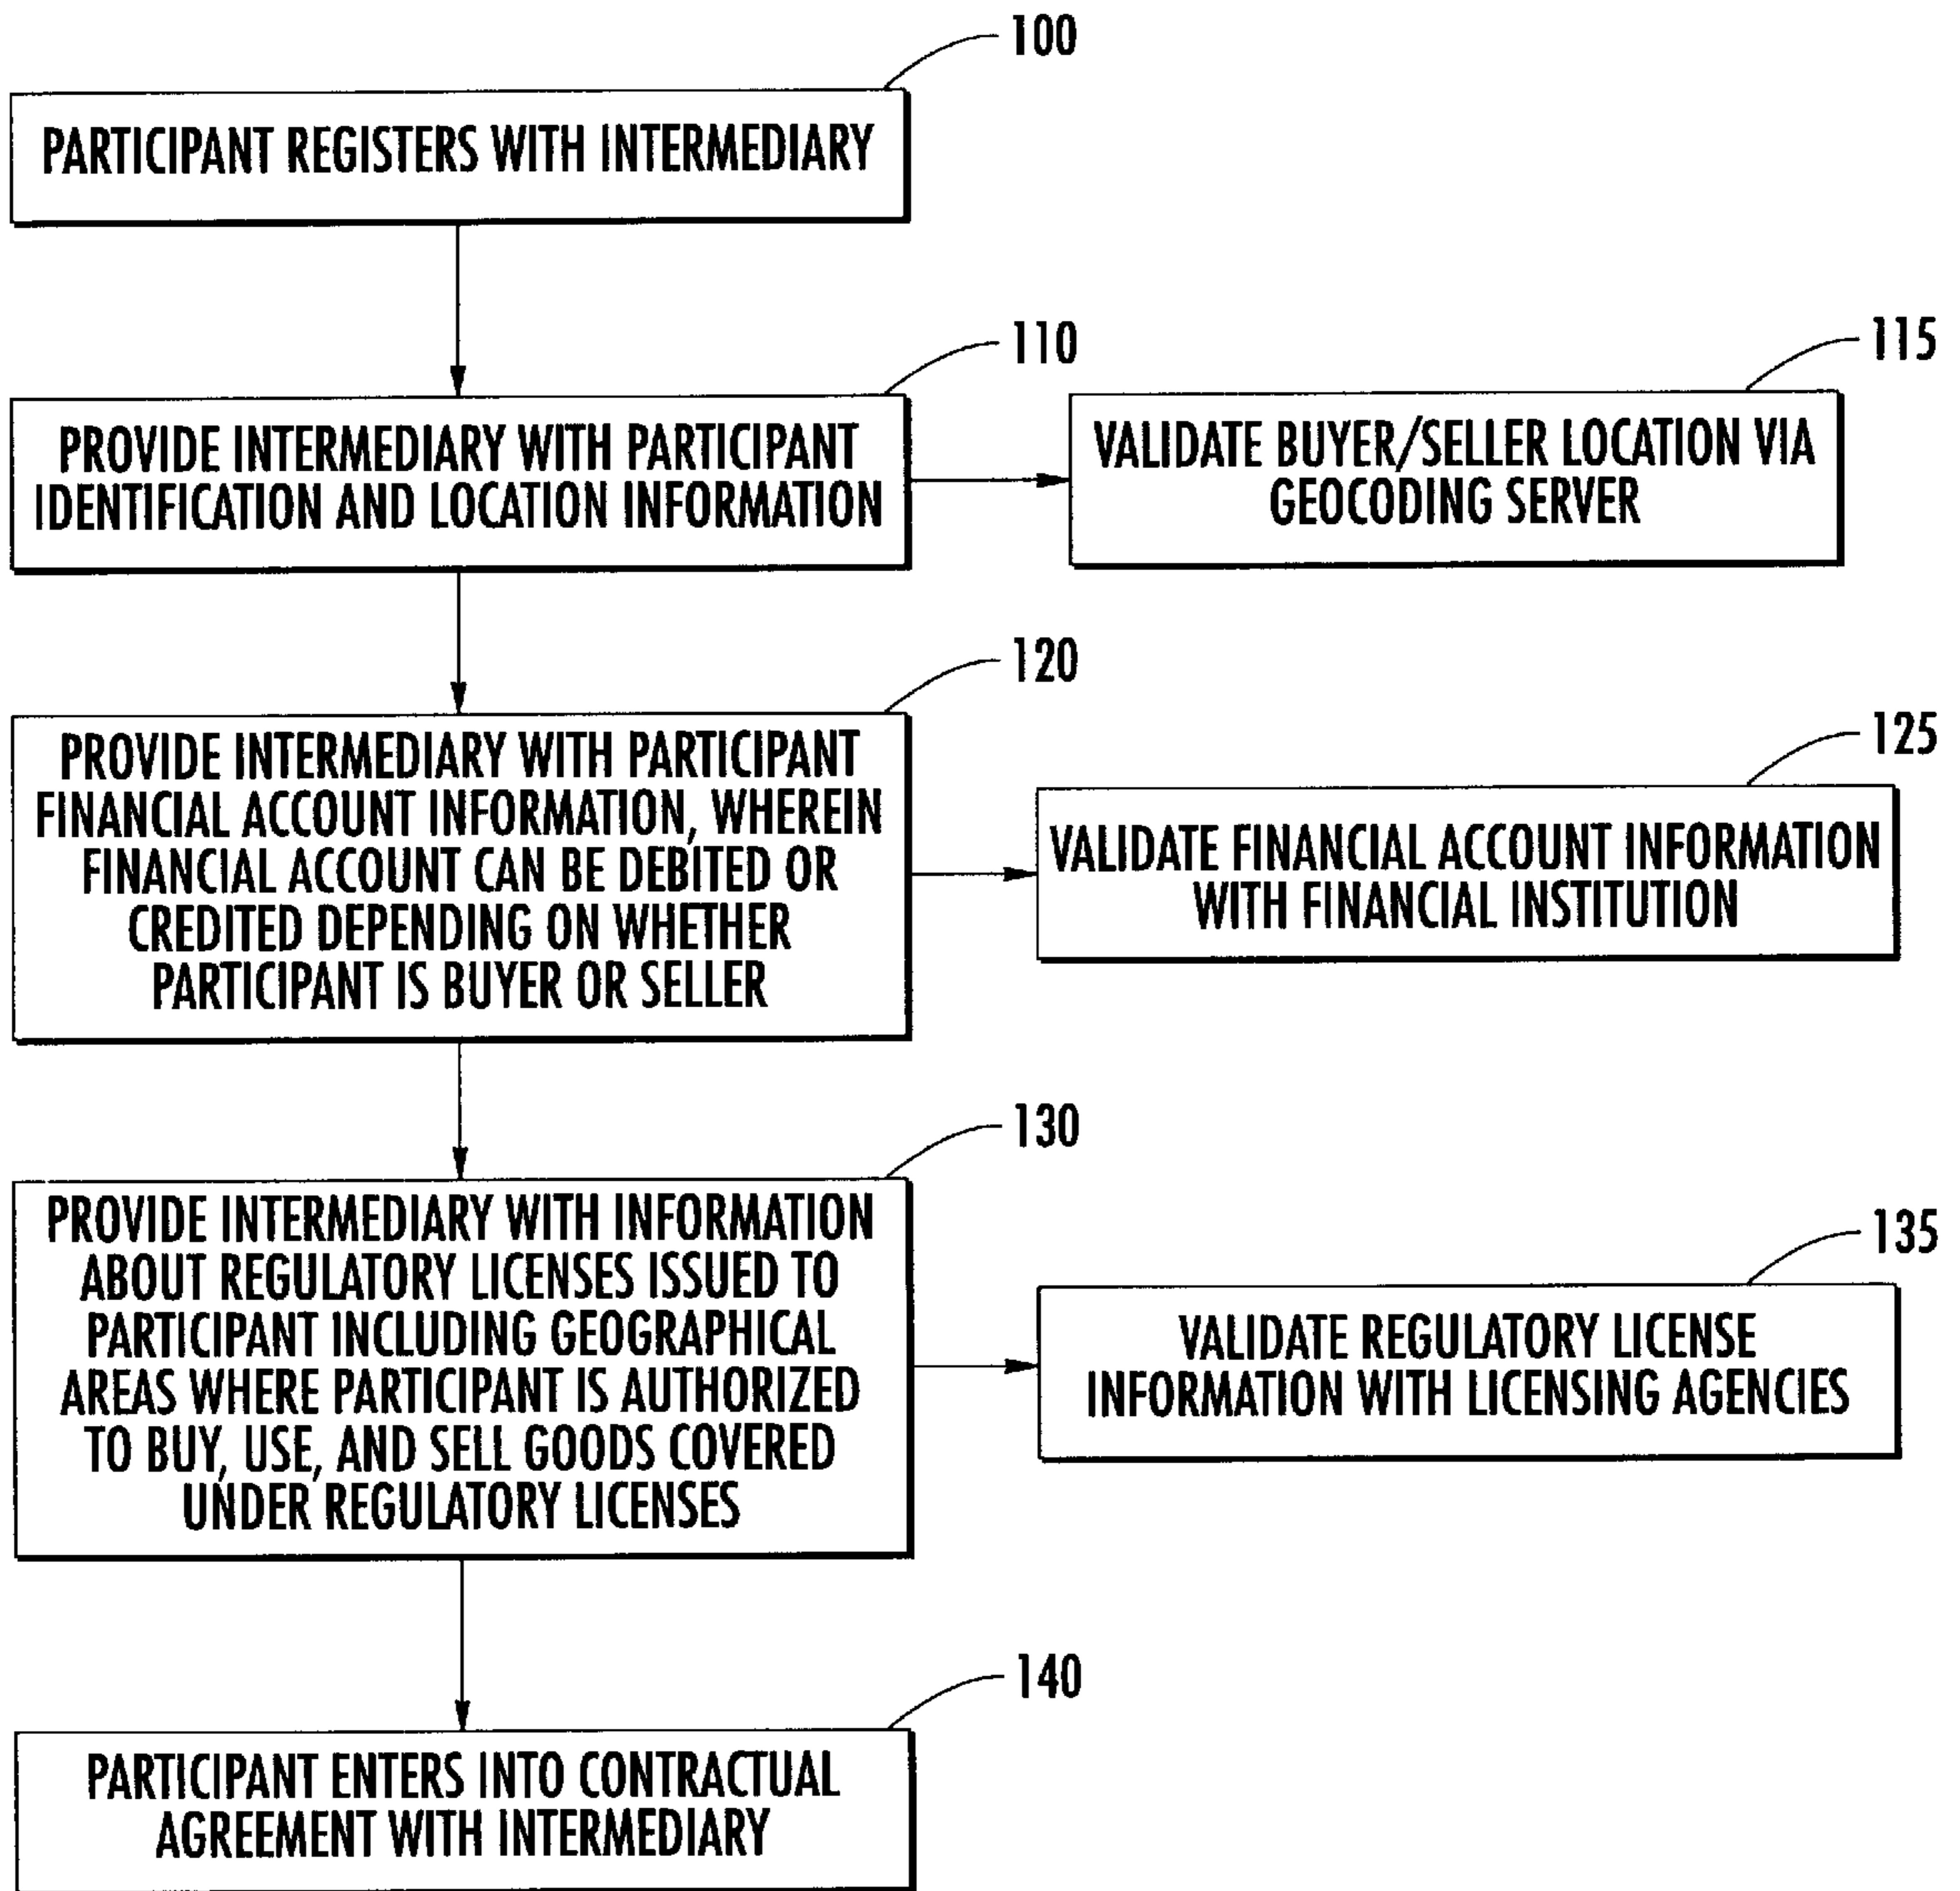 100
PARTICIPANT REGISTERS WITH INTERMEDIARY
110
PROVIDE INTERMEDIARY WITH PARTICIPANT
IDENTIFICATION AND LOCATION INFORMATION
115
VALIDATE BUYER/SELLER LOCATION VIA
GEOCODING SERVER
120
PROVIDE INTERMEDIARY WITH PARTICIPANT
FINANCIAL ACCOUNT INFORMATION, WHEREIN
FINANCIAL ACCOUNT CAN BE DEBITED OR
CREDITED DEPENDING ON WHETHER
PARTICIPANT IS BUYER OR SELLER
125
VALIDATE FINANCIAL ACCOUNT INFORMATION
WITH FINANCIAL INSTITUTION
130
PROVIDE INTERMEDIARY WITH INFORMATION
ABOUT REGULATORY LICENSES ISSUED TO
PARTICIPANT INCLUDING GEOGRAPHICAL
AREAS WHERE PARTICIPANT IS AUTHORIZED
TO BUY, USE, AND SELL GOODS COVERED
UNDER REGULATORY LICENSES
135
VALIDATE REGULATORY LICENSE
INFORMATION WITH LICENSING AGENCIES
140
PARTICIPANT ENTERS INTO CONTRACTUAL
AGREEMENT WITH INTERMEDIARY